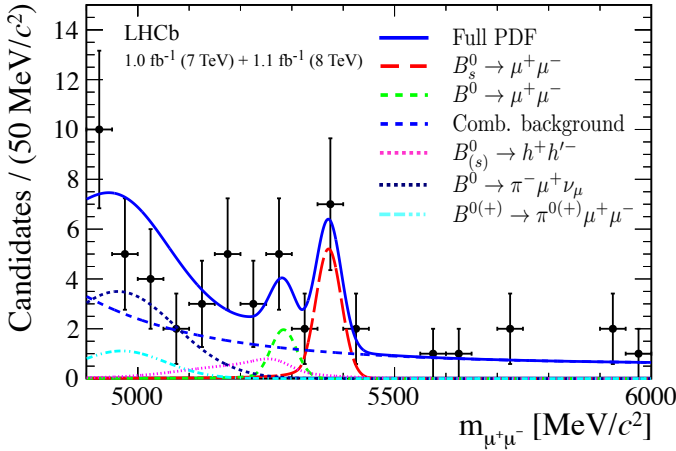 LHCb
1.0 fb⁻¹ (7 TeV) + 1.1 fb⁻¹ (8 TeV)
Full PDF
B⁰ₛ → μ⁺μ⁻
B⁰ → μ⁺μ⁻
Comb. background
B⁰₍ₛ₎ → h⁺h′⁻
B⁰ → π⁻μ⁺ν_μ
B⁰⁽⁺⁾ → π⁰⁽⁺⁾μ⁺μ⁻
Candidates / (50 MeV/c²)
14
12
10
8
6
4
2
0
5000 5500 6000
m_μ⁺μ⁻ [MeV/c²]